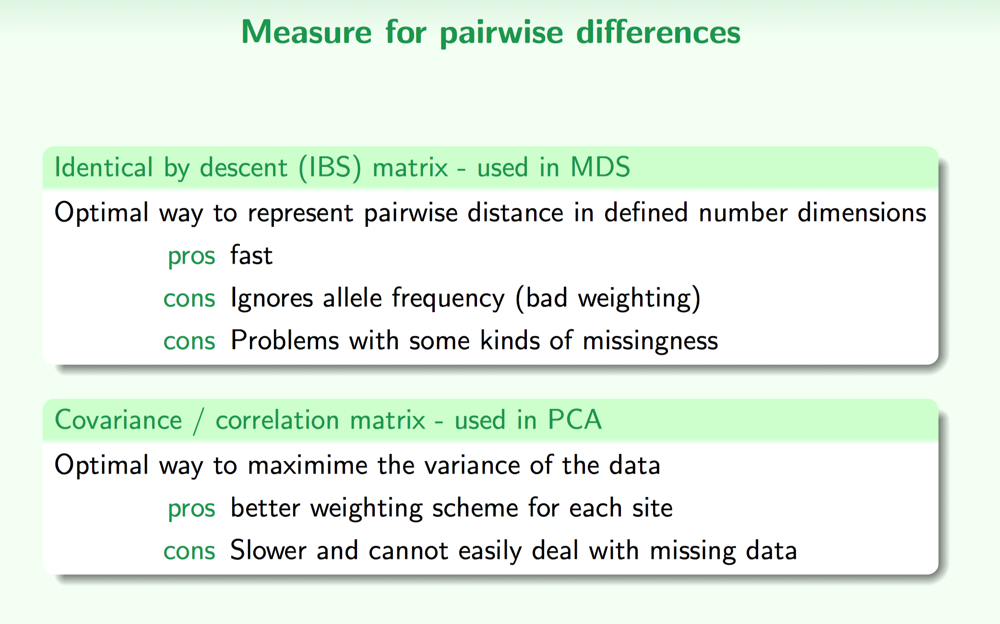 Measure for pairwise differences
Identical by descent (IBS) matrix - used in MDS
Optimal way to represent pairwise distance in defined number dimensions
pros fast
cons Ignores allele frequency (bad weighting)
cons Problems with some kinds of missingness
Covariance / correlation matrix - used in PCA
Optimal way to maximime the variance of the data
pros better weighting scheme for each site
cons Slower and cannot easily deal with missing data